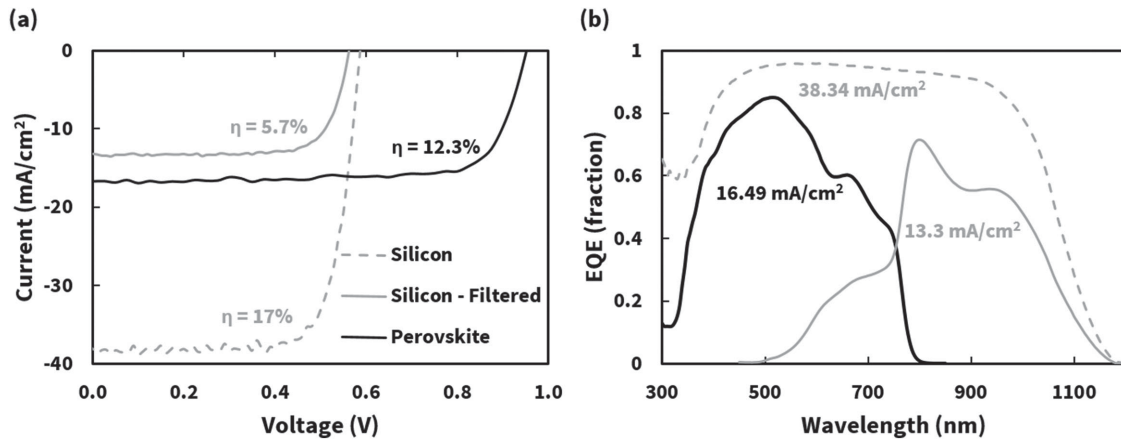 (a)
0
-10
-20
-30
-40
Current (mA/cm²)
η = 5.7%
η = 12.3%
η = 17%
Silicon
Silicon - Filtered
Perovskite
0.0 0.2 0.4 0.6 0.8 1.0
Voltage (V)
(b)
1
0.8
0.6
0.4
0.2
0
EQE (fraction)
38.34 mA/cm²
16.49 mA/cm²
13.3 mA/cm²
300 500 700 900 1100
Wavelength (nm)